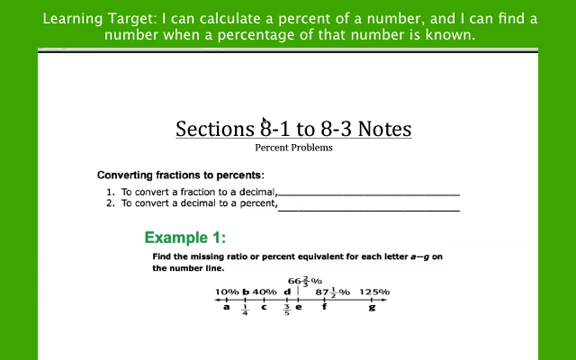 Learning Target: I can calculate a percent of a number, and I can find a
number when a percentage of that number is known.
Sections 8-1 to 8-3 Notes
Percent Problems
Converting fractions to percents:
1. To convert a fraction to a decimal,
2. To convert a decimal to a percent,
Example 1:
Find the missing ratio or percent equivalent for each letter a–g on
the number line.
66 2/3 %
10% b 40% d 87 1/2 % 125%
a 1/4 c 3/5 e f g